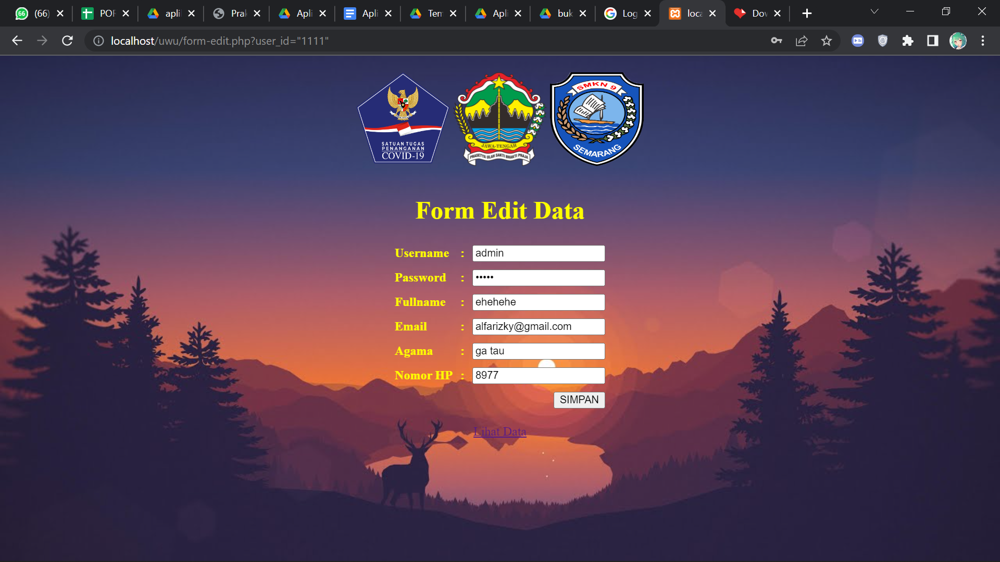 (66)
POF
apli
Prak
Apli
Apli
Tem
Apli
buk
Log
loca
Dov
localhost/uwu/form-edit.php?user_id="1111"
SATUAN TUGAS
PENANGANAN
COVID-19
JAWA-TENGAH
PRASETYA ULAH SAKTI BHAKTI PRAJA
SMKN 9
SEMARANG
Form Edit Data
Username : admin
Password : •••••
Fullname : ehehehe
Email : alfarizky@gmail.com
Agama : ga tau
Nomor HP : 8977
SIMPAN
Lihat Data